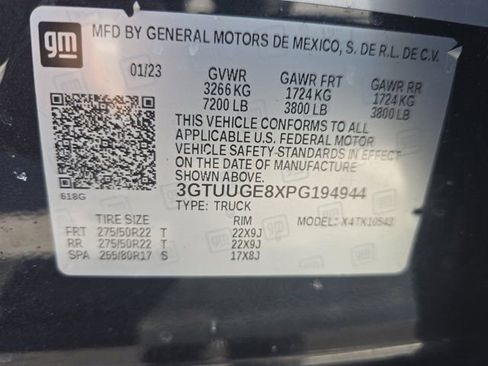 gm
MFD BY GENERAL MOTORS DE MEXICO, S. DE R.L. DE C.V.
01/23 GVWR GAWR FRT GAWR RR
3266 KG 1724 KG 1724 KG
7200 LB 3800 LB 3800 LB
THIS VEHICLE CONFORMS TO ALL
APPLICABLE U.S. FEDERAL MOTOR
VEHICLE SAFETY-STANDARDS IN EFFECT
ON THE DATE OF MANUFACTURE
SHOWN ABOVE.
618G 3GTUUGE8XPG194944
TYPE: TRUCK MODEL: X4TK10543
TIRE SIZE RIM
FRT 275/50R22 T 22X9J
RR 275/50R22 T 22X9J
SPA 255/80R17 S 17X8J